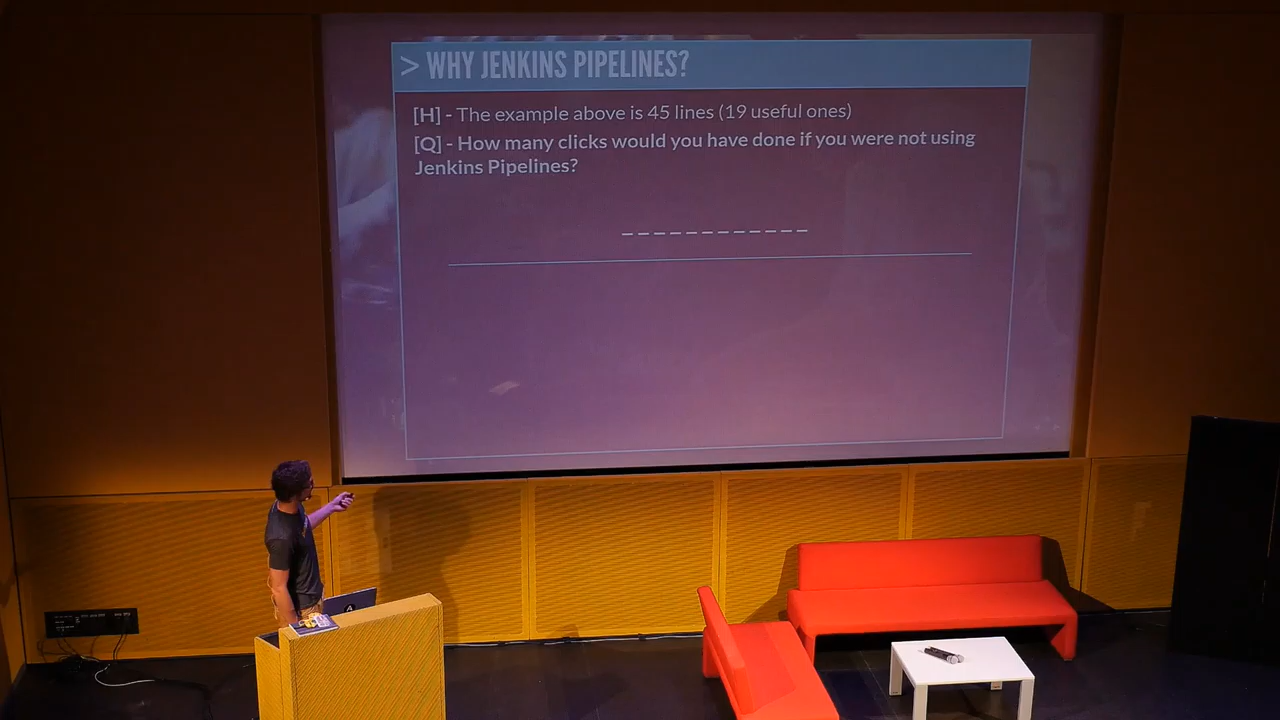 > WHY JENKINS PIPELINES?
[H] - The example above is 45 lines (19 useful ones)
[Q] - How many clicks would you have done if you were not using
Jenkins Pipelines?
____________